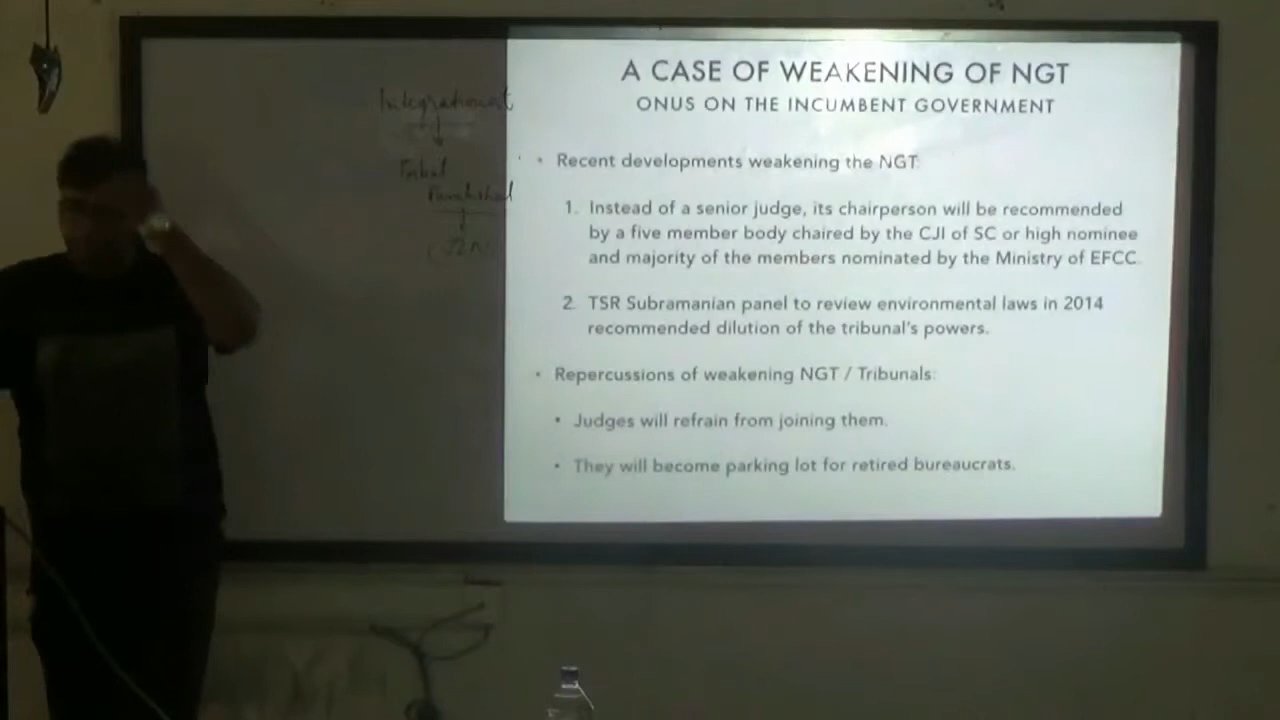 A CASE OF WEAKENING OF NGT
ONUS ON THE INCUMBENT GOVERNMENT
• Recent developments weakening the NGT:
1. Instead of a senior judge, its chairperson will be recommended
by a five member body chaired by the CJI of SC or high nominee
and majority of the members nominated by the Ministry of EFCC.
2. TSR Subramanian panel to review environmental laws in 2014
recommended dilution of the tribunal's powers.
• Repercussions of weakening NGT / Tribunals:
• Judges will refrain from joining them.
• They will become parking lot for retired bureaucrats.
Integrationist
Tribal